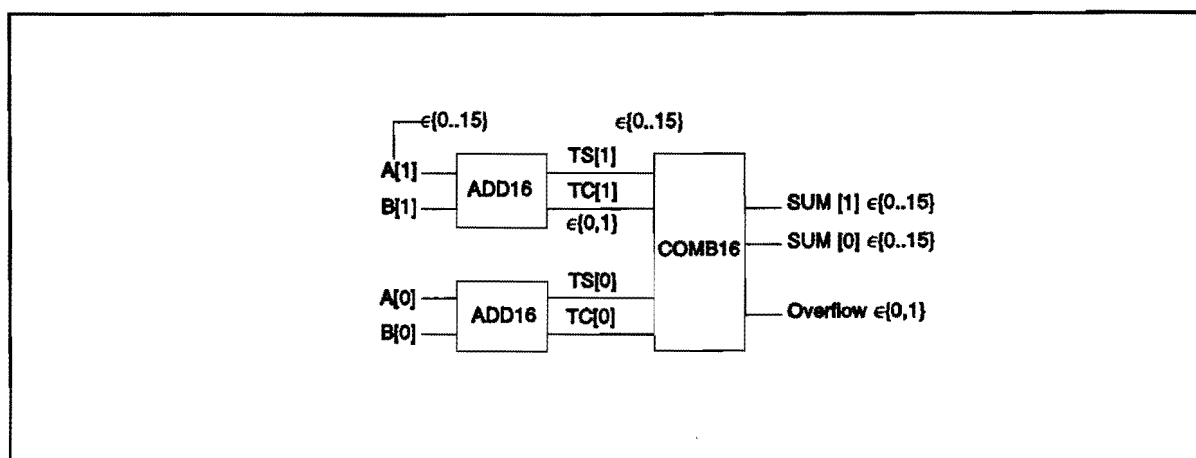 ϵ{0..15} ϵ{0..15}
A[1] ADD16 TS[1]
B[1] TC[1]
ϵ{0,1}
COMB16
SUM [1] ϵ{0..15}
SUM [0] ϵ{0..15}
Overflow ϵ{0,1}
A[0] ADD16 TS[0]
B[0] TC[0]